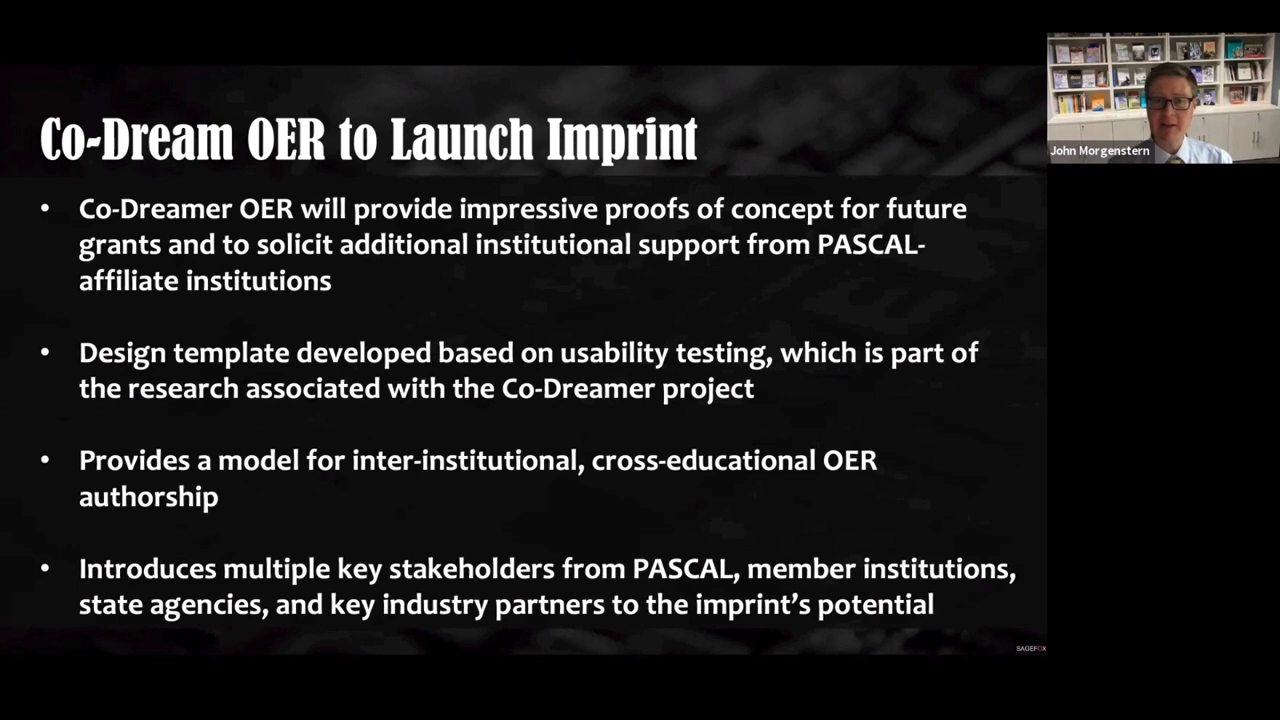 Co-Dream OER to Launch Imprint
• Co-Dreamer OER will provide impressive proofs of concept for future
grants and to solicit additional institutional support from PASCAL-
affiliate institutions
• Design template developed based on usability testing, which is part of
the research associated with the Co-Dreamer project
• Provides a model for inter-institutional, cross-educational OER
authorship
• Introduces multiple key stakeholders from PASCAL, member institutions,
state agencies, and key industry partners to the imprint’s potential
SAGEFOX
John Morgenstern